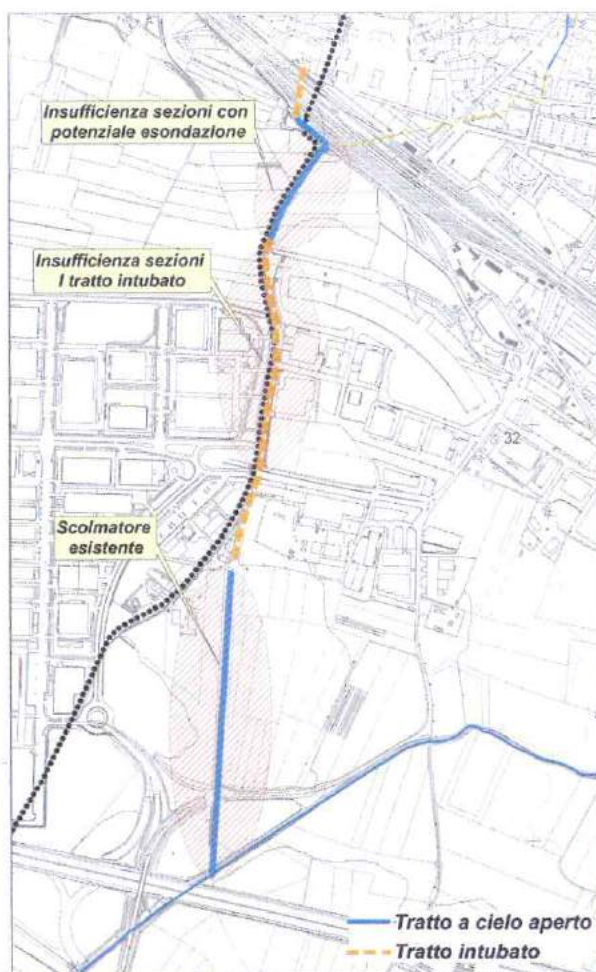 Insufficienza sezioni con
potenziale esondazione
Insufficienza sezioni
I tratto intubato
32
Scolmatore
esistente
Tratto a cielo aperto
Tratto intubato